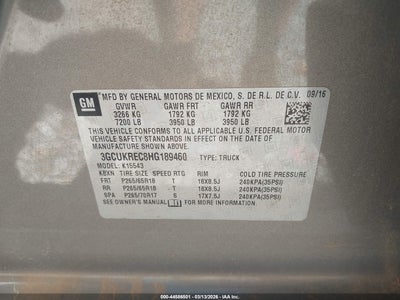 GM
MFD BY GENERAL MOTORS DE MEXICO, S. DE R.L. DE C.V. 09/16
GVWR GAWR FRT GAWR RR
3266 KG 1792 KG 1792 KG
7200 LB 3950 LB 3950 LB
THIS VEHICLE CONFORMS TO ALL APPLICABLE U.S. FEDERAL MOTOR
VEHICLE SAFETY STANDARDS IN EFFECT ON THE DATE OF
MANUFACTURE SHOWN ABOVE.
3GCUKREC8HG189460 TYPE: TRUCK
MODEL: K15543
KBXN TIRE SIZE SPEED RTG RIM COLD TIRE PRESSURE
FRT P265/65R18 T 18X8.5J 240KPA(35PSI)
RR P265/65R18 T 18X8.5J 240KPA(35PSI)
SPA P265/70R17 S 17X7.5J 240KPA(35PSI)
SEE OWNER MANUAL FOR MORE INFORMATION.
000-44508501 - 03/13/2026 - 000